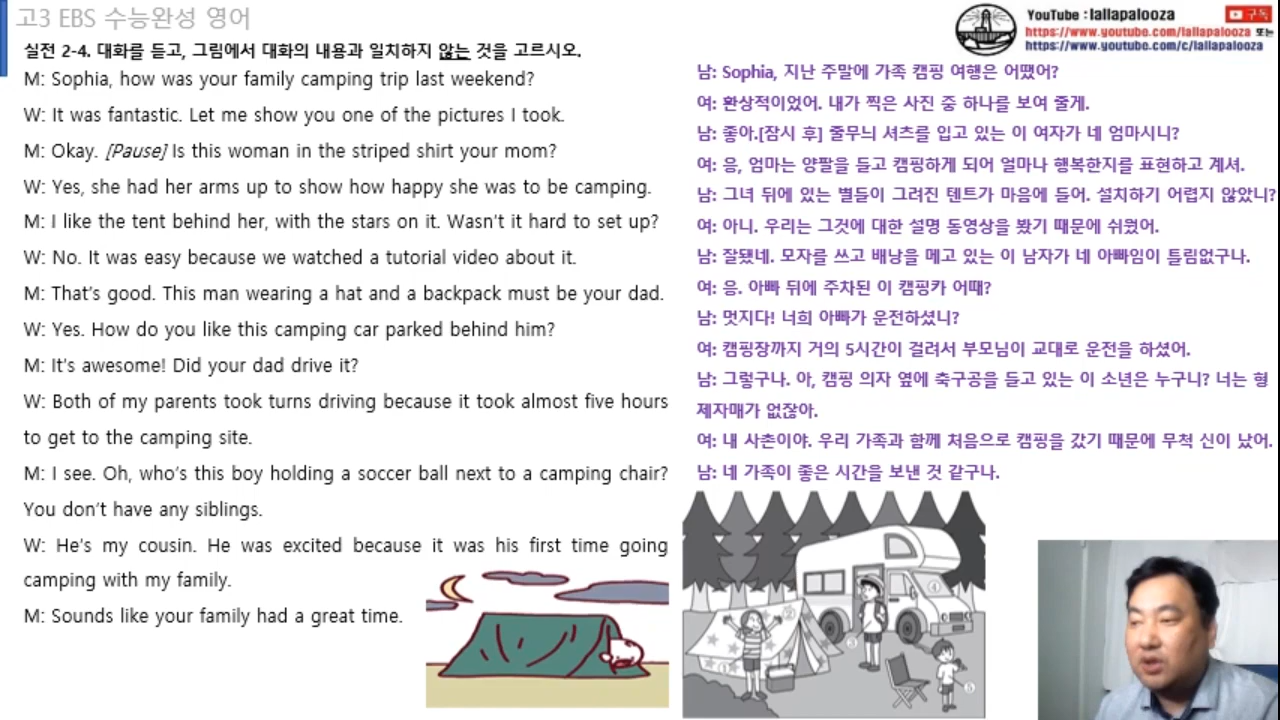 고3 EBS 수능완성 영어
YouTube : lallapalooza
구독
https://www.youtube.com/lallapalooza 또는
https://www.youtube.com/c/lallapalooza
실전 2-4. 대화를 듣고, 그림에서 대화의 내용과 일치하지 않는 것을 고르시오.
M: Sophia, how was your family camping trip last weekend?
W: It was fantastic. Let me show you one of the pictures I took.
M: Okay. [Pause] Is this woman in the striped shirt your mom?
W: Yes, she had her arms up to show how happy she was to be camping.
M: I like the tent behind her, with the stars on it. Wasn't it hard to set up?
W: No. It was easy because we watched a tutorial video about it.
M: That's good. This man wearing a hat and a backpack must be your dad.
W: Yes. How do you like this camping car parked behind him?
M: It's awesome! Did your dad drive it?
W: Both of my parents took turns driving because it took almost five hours
to get to the camping site.
M: I see. Oh, who's this boy holding a soccer ball next to a camping chair?
You don't have any siblings.
W: He's my cousin. He was excited because it was his first time going
camping with my family.
M: Sounds like your family had a great time.
남: Sophia, 지난 주말에 가족 캠핑 여행은 어땠어?
여: 환상적이었어. 내가 찍은 사진 중 하나를 보여 줄게.
남: 좋아.[잠시 후] 줄무늬 셔츠를 입고 있는 이 여자가 네 엄마시니?
여: 응, 엄마는 양팔을 들고 캠핑하게 되어 얼마나 행복한지를 표현하고 계셔.
남: 그녀 뒤에 있는 별들이 그려진 텐트가 마음에 들어. 설치하기 어렵지 않았니?
여: 아니. 우리는 그것에 대한 설명 동영상을 봤기 때문에 쉬웠어.
남: 잘됐네. 모자를 쓰고 배낭을 메고 있는 이 남자가 네 아빠임이 틀림없구나.
여: 응. 아빠 뒤에 주차된 이 캠핑카 어때?
남: 멋지다! 너희 아빠가 운전하셨니?
여: 캠핑장까지 거의 5시간이 걸려서 부모님이 교대로 운전을 하셨어.
남: 그렇구나. 아, 캠핑 의자 옆에 축구공을 들고 있는 이 소년은 누구니? 너는 형
제자매가 없잖아.
여: 내 사촌이야. 우리 가족과 함께 처음으로 캠핑을 갔기 때문에 무척 신이 났어.
남: 네 가족이 좋은 시간을 보낸 것 같구나.
①
②
③
④
⑤